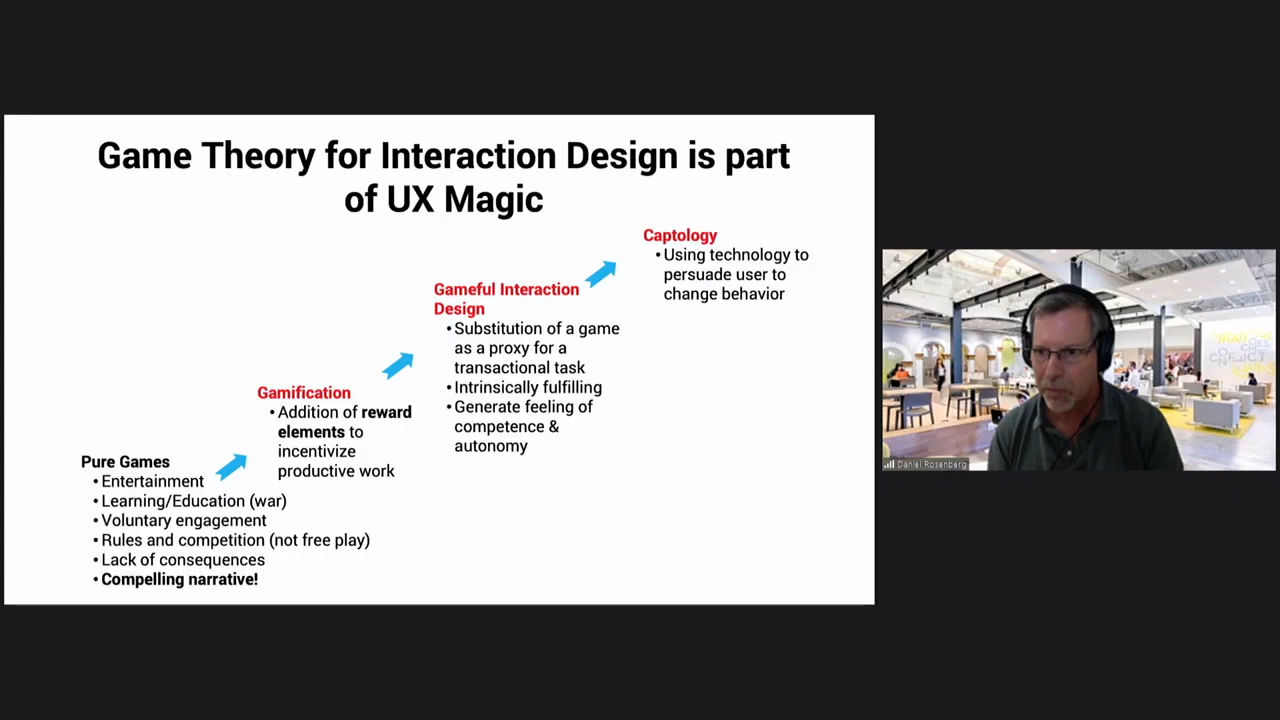 Game Theory for Interaction Design is part
of UX Magic
Captology
•Using technology to
persuade user to
change behavior
Gameful Interaction
Design
•Substitution of a game
as a proxy for a
transactional task
•Intrinsically fulfilling
•Generate feeling of
competence &
autonomy
Gamification
•Addition of reward
elements to
incentivize
productive work
Pure Games
•Entertainment
•Learning/Education (war)
•Voluntary engagement
•Rules and competition (not free play)
•Lack of consequences
•Compelling narrative!
Daniel Rosenberg